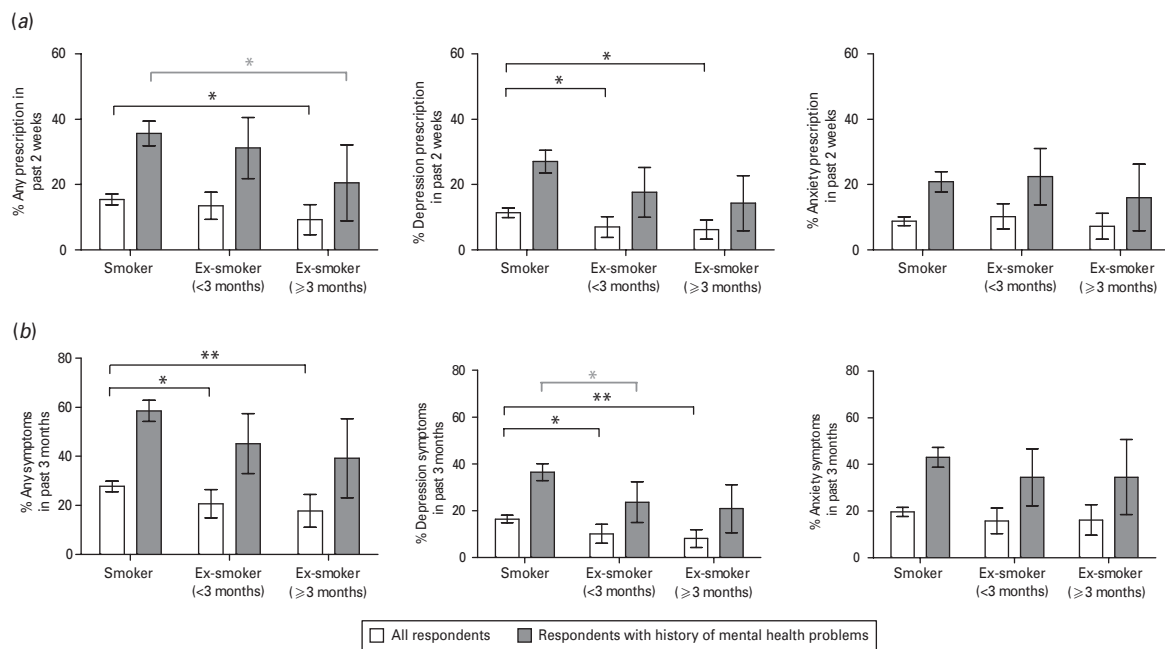 (a)
% Any prescription in
past 2 weeks
60
40
20
0
*
*
Smoker
Ex-smoker
(<3 months)
Ex-smoker
(⩾3 months)
% Depression prescription
in past 2 weeks
60
40
20
0
*
*
Smoker
Ex-smoker
(<3 months)
Ex-smoker
(⩾3 months)
% Anxiety prescription
in past 2 weeks
60
40
20
0
Smoker
Ex-smoker
(<3 months)
Ex-smoker
(⩾3 months)
(b)
% Any symptoms
in past 3 months
80
60
40
20
0
**
*
Smoker
Ex-smoker
(<3 months)
Ex-smoker
(⩾3 months)
% Depression symptoms
in past 3 months
80
60
40
20
0
*
**
*
Smoker
Ex-smoker
(<3 months)
Ex-smoker
(⩾3 months)
% Anxiety symptoms
in past 3 months
80
60
40
20
0
Smoker
Ex-smoker
(<3 months)
Ex-smoker
(⩾3 months)
All respondents
Respondents with history of mental health problems